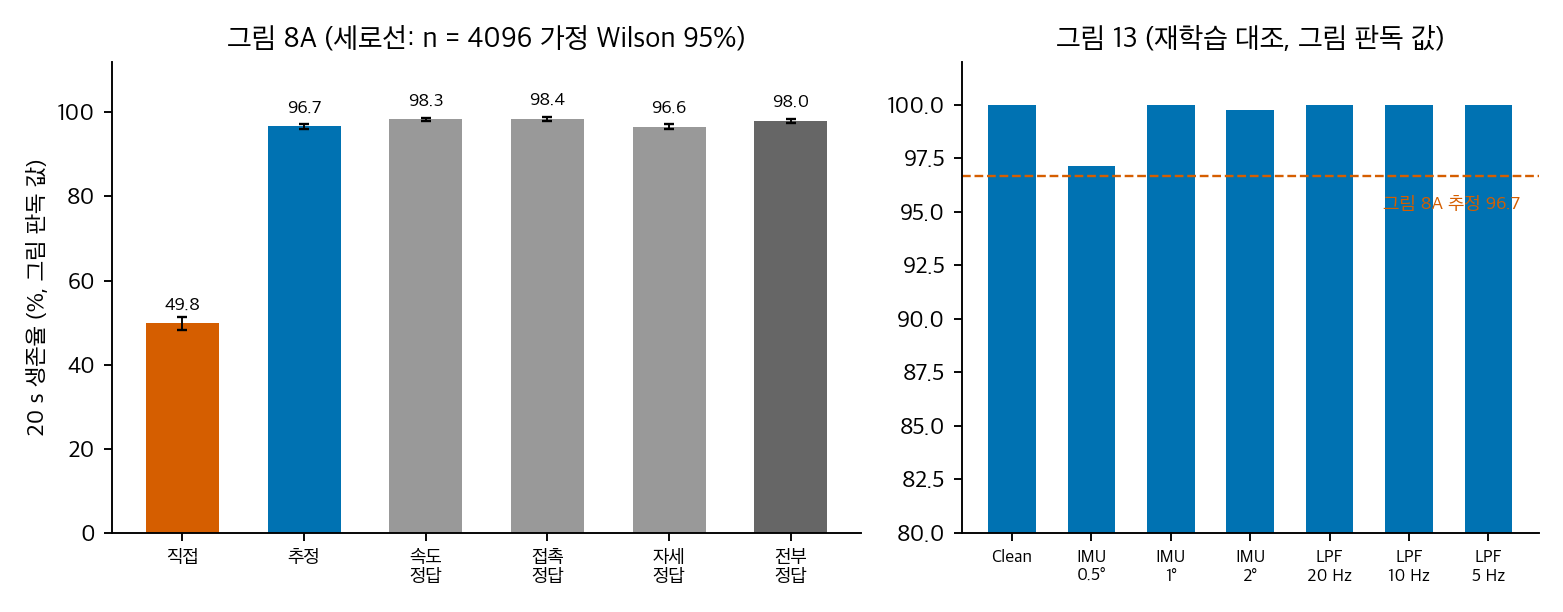 그림 8A (세로선: n = 4096 가정 Wilson 95%)
20 s 생존율 (%, 그림 판독 값)
100
80
60
40
20
0
49.8
96.7
98.3
98.4
96.6
98.0
직접
추정
속도
정답
접촉
정답
자세
정답
전부
정답
그림 13 (재학습 대조, 그림 판독 값)
100.0
97.5
95.0
92.5
90.0
87.5
85.0
82.5
80.0
그림 8A 추정 96.7
Clean
IMU
0.5°
IMU
1°
IMU
2°
LPF
20 Hz
LPF
10 Hz
LPF
5 Hz